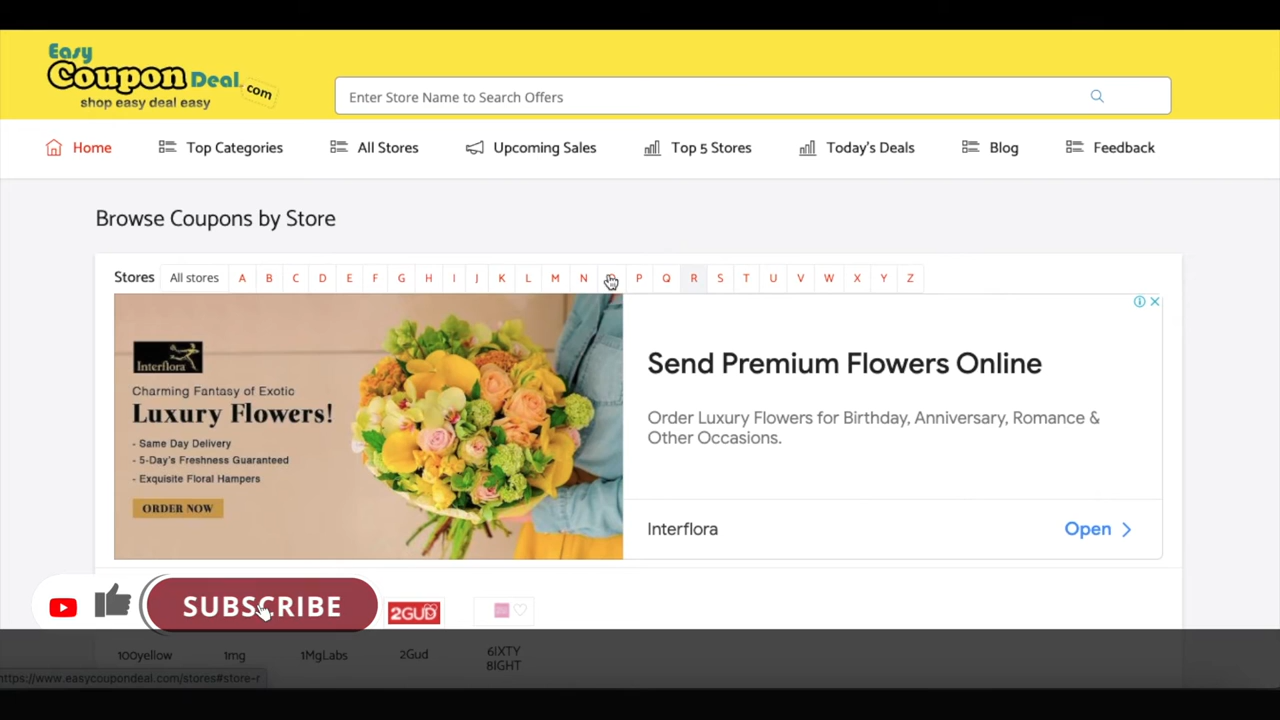 Easy
Coupon Deal.com
shop easy deal easy
Enter Store Name to Search Offers
Home
Top Categories
All Stores
Upcoming Sales
Top 5 Stores
Today's Deals
Blog
Feedback
Browse Coupons by Store
Stores All stores A B C D E F G H I J K L M N P Q R S T U V W X Y Z
Interflora
Charming Fantasy of Exotic
Luxury Flowers!
- Same Day Delivery
- 5-Day's Freshness Guaranteed
- Exquisite Floral Hampers
ORDER NOW
Send Premium Flowers Online
Order Luxury Flowers for Birthday, Anniversary, Romance &
Other Occasions.
Interflora
Open
SUBSCRIBE
2GUD
100yellow
1mg
1MgLabs
2Gud
6IXTY
8IGHT
https://www.easycoupondeal.com/stores#store-r